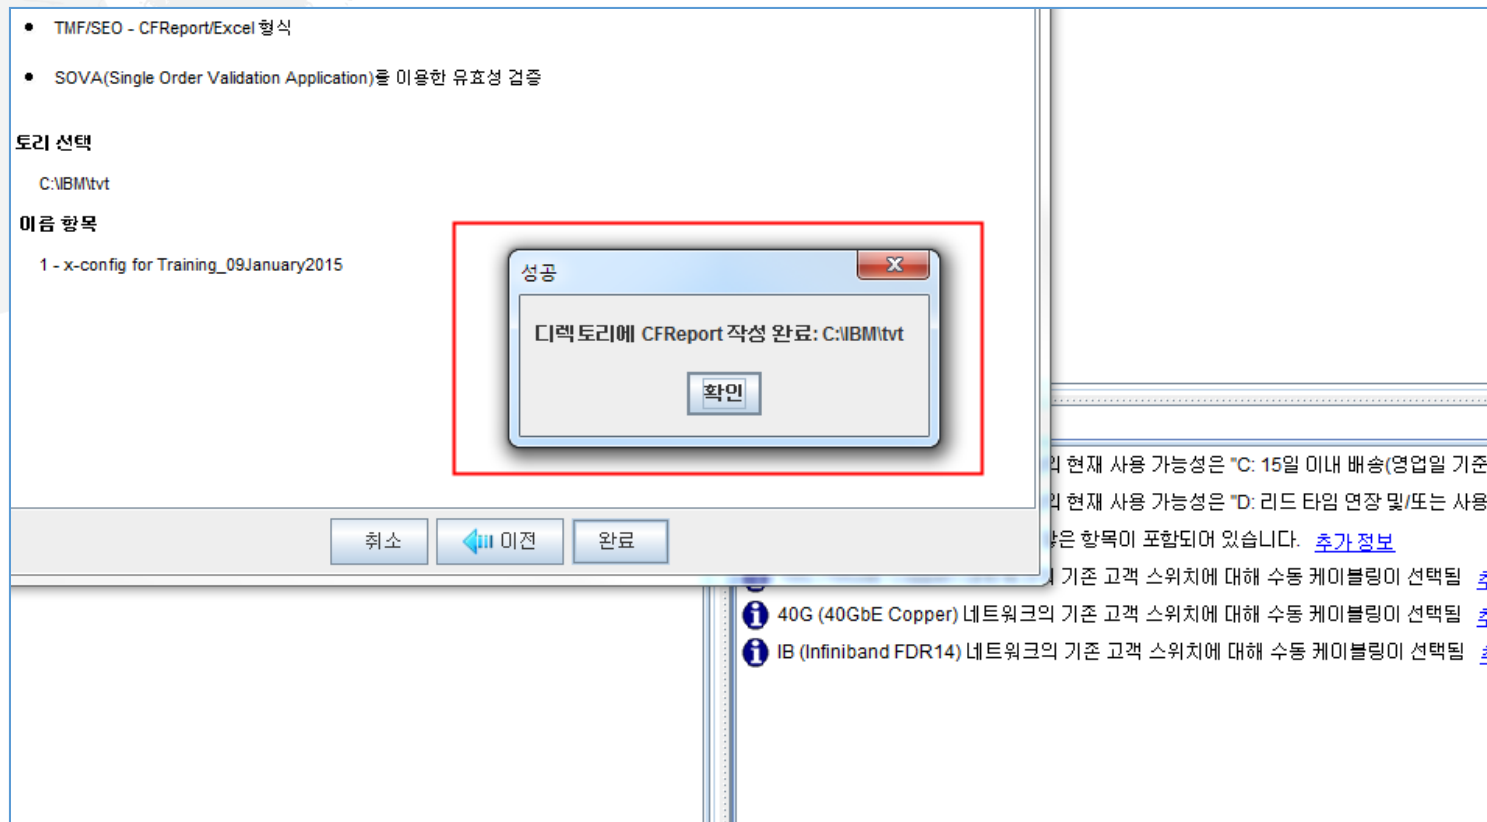 TMF/SEO - CFReport/Excel 형식
SOVA(Single Order Validation Application)를 이용한 유효성 검증
토리 선택
C:\IBM\tvt
이름 항목
1 - x-config for Training_09January2015
성공
디렉토리에 CFReport 작성 완료: C:\IBM\tvt
확인
취소
이전
완료
의 현재 사용 가능성은 "C: 15일 이내 배송(영업일 기준
의 현재 사용 가능성은 "D: 리드 타임 연장 및/또는 사용
은 항목이 포함되어 있습니다. 추가 정보
의 기존 고객 스위치에 대해 수동 케이블링이 선택됨
40G (40GbE Copper) 네트워크의 기존 고객 스위치에 대해 수동 케이블링이 선택됨
IB (Infiniband FDR14) 네트워크의 기존 고객 스위치에 대해 수동 케이블링이 선택됨